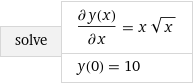 solve
∂y(x)/∂x = x √x
y(0) = 10